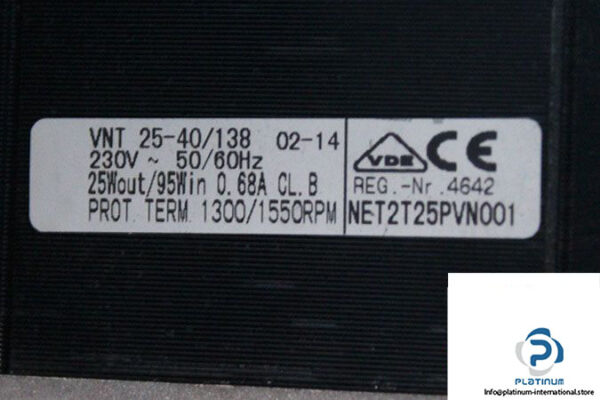 VNT 25-40/138 02-14
230V ~ 50/60Hz
25Wout/95Win 0.68A CL.B
PROT TERM 1300/1550RPM
VDE CE
REG.-Nr.4642
NET2T25PVN001
PLATINUM
https://platinum-international.store